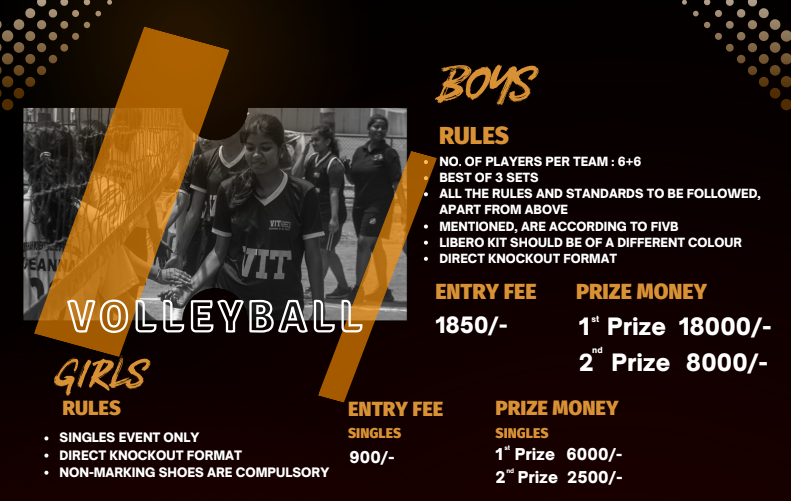 BOYS
RULES
NO. OF PLAYERS PER TEAM : 6+6
BEST OF 3 SETS
ALL THE RULES AND STANDARDS TO BE FOLLOWED,
APART FROM ABOVE
MENTIONED, ARE ACCORDING TO FIVB
LIBERO KIT SHOULD BE OF A DIFFERENT COLOUR
DIRECT KNOCKOUT FORMAT
ENTRY FEE
1850/-
PRIZE MONEY
1st Prize 18000/-
2nd Prize 8000/-
VIT
VIT
VOLLEYBALL
GIRLS
RULES
SINGLES EVENT ONLY
DIRECT KNOCKOUT FORMAT
NON-MARKING SHOES ARE COMPULSORY
ENTRY FEE
SINGLES
900/-
PRIZE MONEY
SINGLES
1st Prize 6000/-
2nd Prize 2500/-